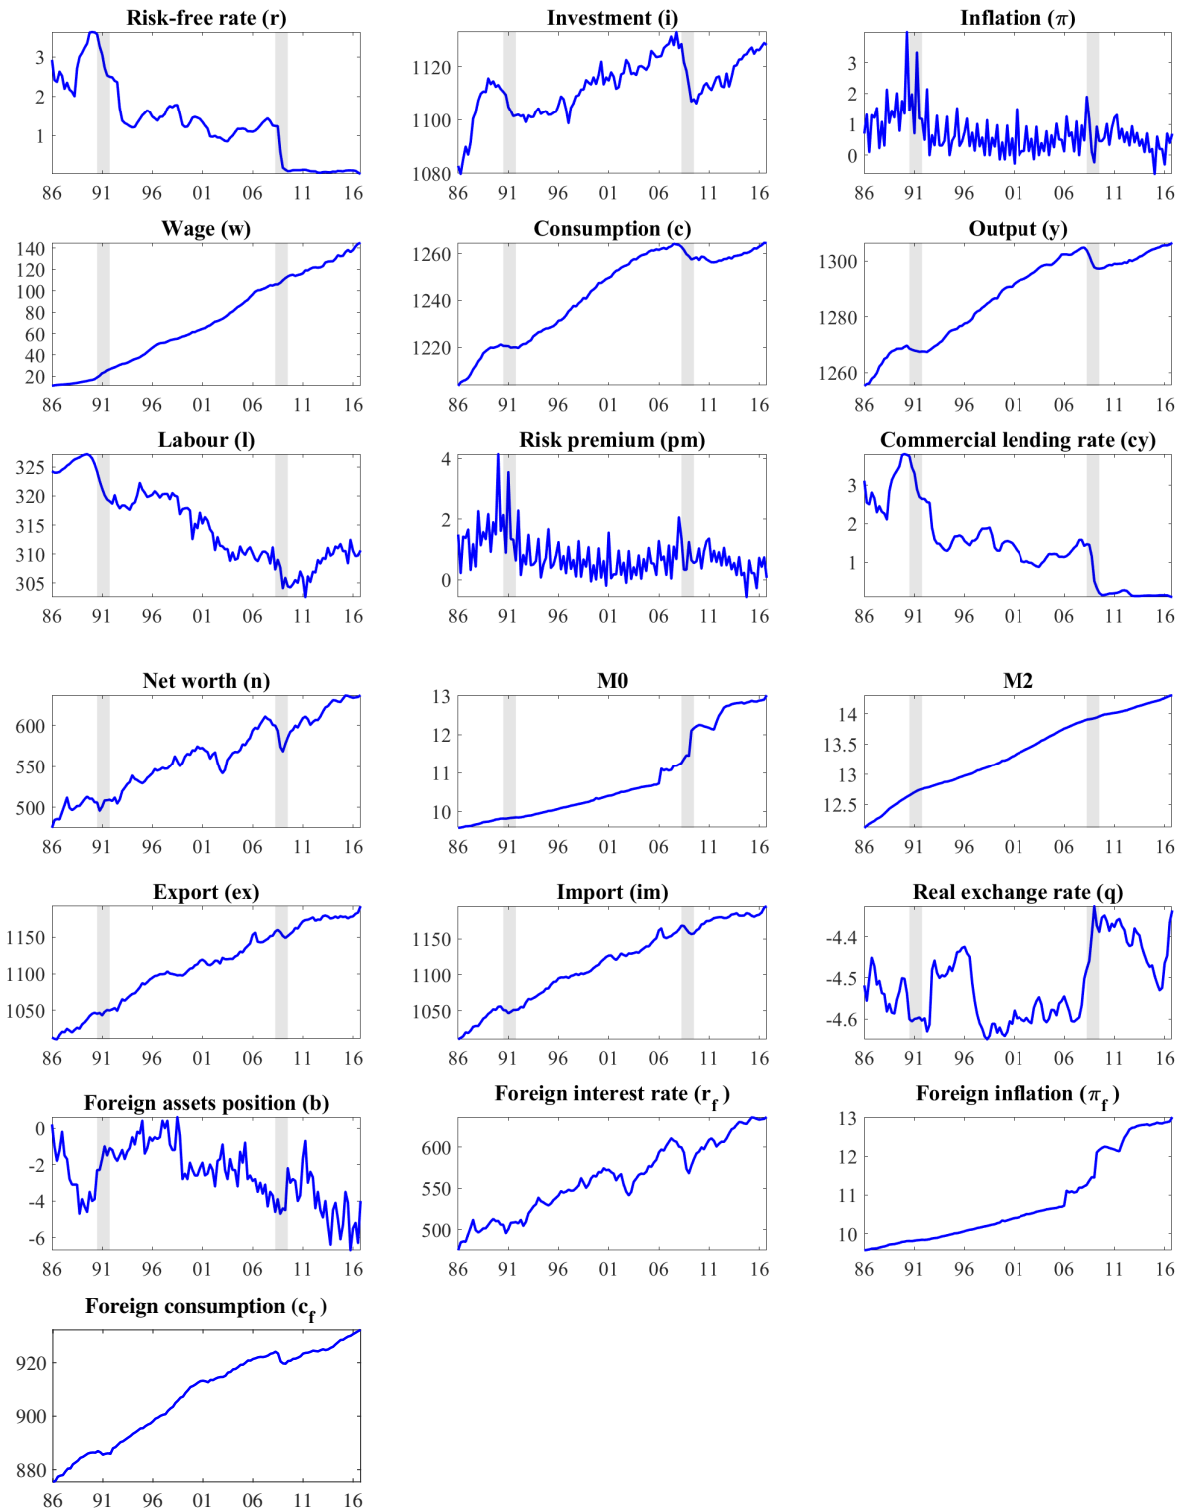 Risk-free rate (r)
3
2
1
86 91 96 01 06 11 16
Investment (i)
1120
1100
1080
86 91 96 01 06 11 16
Inflation (π)
3
2
1
0
86 91 96 01 06 11 16
Wage (w)
140
120
100
80
60
40
20
86 91 96 01 06 11 16
Consumption (c)
1260
1240
1220
86 91 96 01 06 11 16
Output (y)
1300
1280
1260
86 91 96 01 06 11 16
Labour (l)
325
320
315
310
305
86 91 96 01 06 11 16
Risk premium (pm)
4
2
0
86 91 96 01 06 11 16
Commercial lending rate (cy)
3
2
1
86 91 96 01 06 11 16
Net worth (n)
600
550
500
86 91 96 01 06 11 16
M0
13
12
11
10
86 91 96 01 06 11 16
M2
14
13.5
13
12.5
86 91 96 01 06 11 16
Export (ex)
1150
1100
1050
86 91 96 01 06 11 16
Import (im)
1150
1100
1050
86 91 96 01 06 11 16
Real exchange rate (q)
-4.4
-4.5
-4.6
86 91 96 01 06 11 16
Foreign assets position (b)
0
-2
-4
-6
86 91 96 01 06 11 16
Foreign interest rate (r_f)
600
550
500
86 91 96 01 06 11 16
Foreign inflation (π_f)
13
12
11
10
86 91 96 01 06 11 16
Foreign consumption (c_f)
920
900
880
86 91 96 01 06 11 16